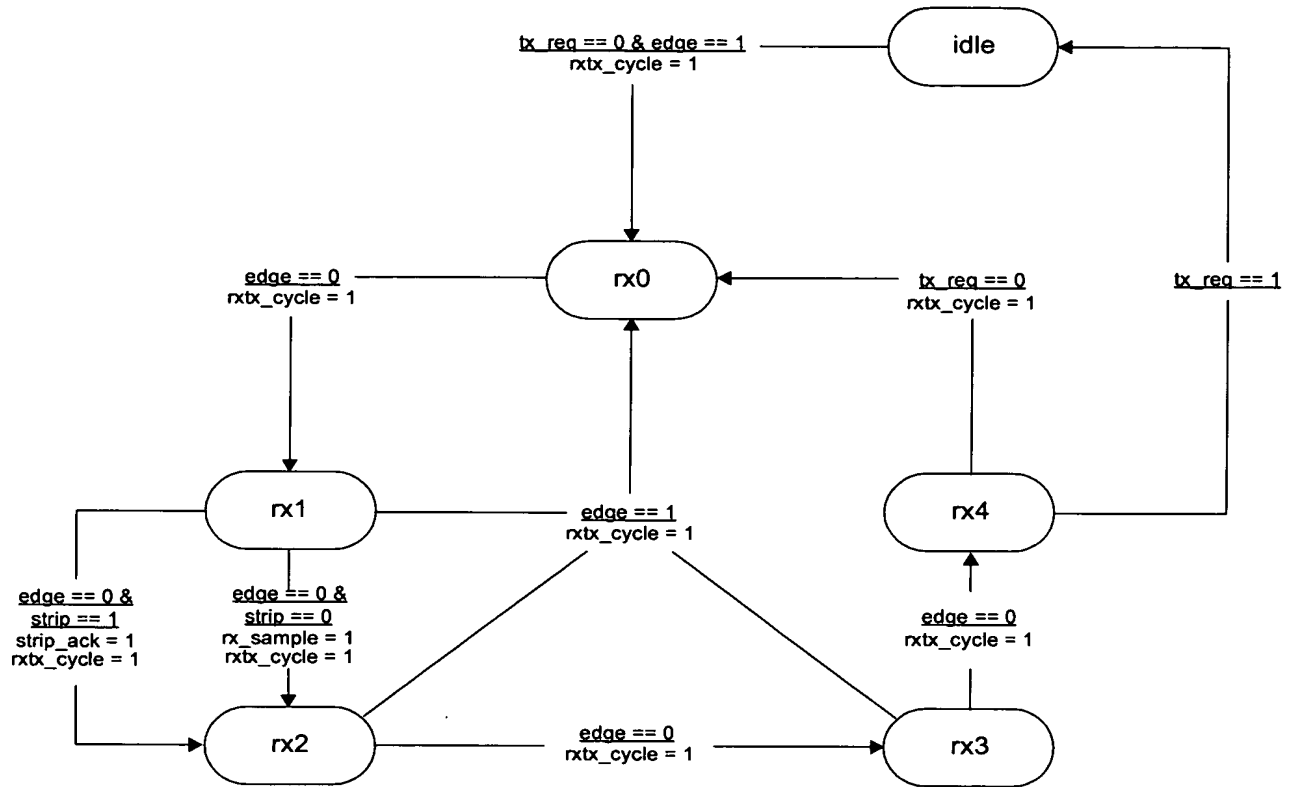 idle
tx_req == 0 & edge == 1
rxtx_cycle = 1
rx0
edge == 0
rxtx_cycle = 1
tx_req == 0
rxtx_cycle = 1
tx_req == 1
rx1
edge == 1
rxtx_cycle = 1
rx4
edge == 0 &
strip == 1
strip_ack = 1
rxtx_cycle = 1
edge == 0 &
strip == 0
rx_sample = 1
rxtx_cycle = 1
edge == 0
rxtx_cycle = 1
rx2
edge == 0
rxtx_cycle = 1
rx3